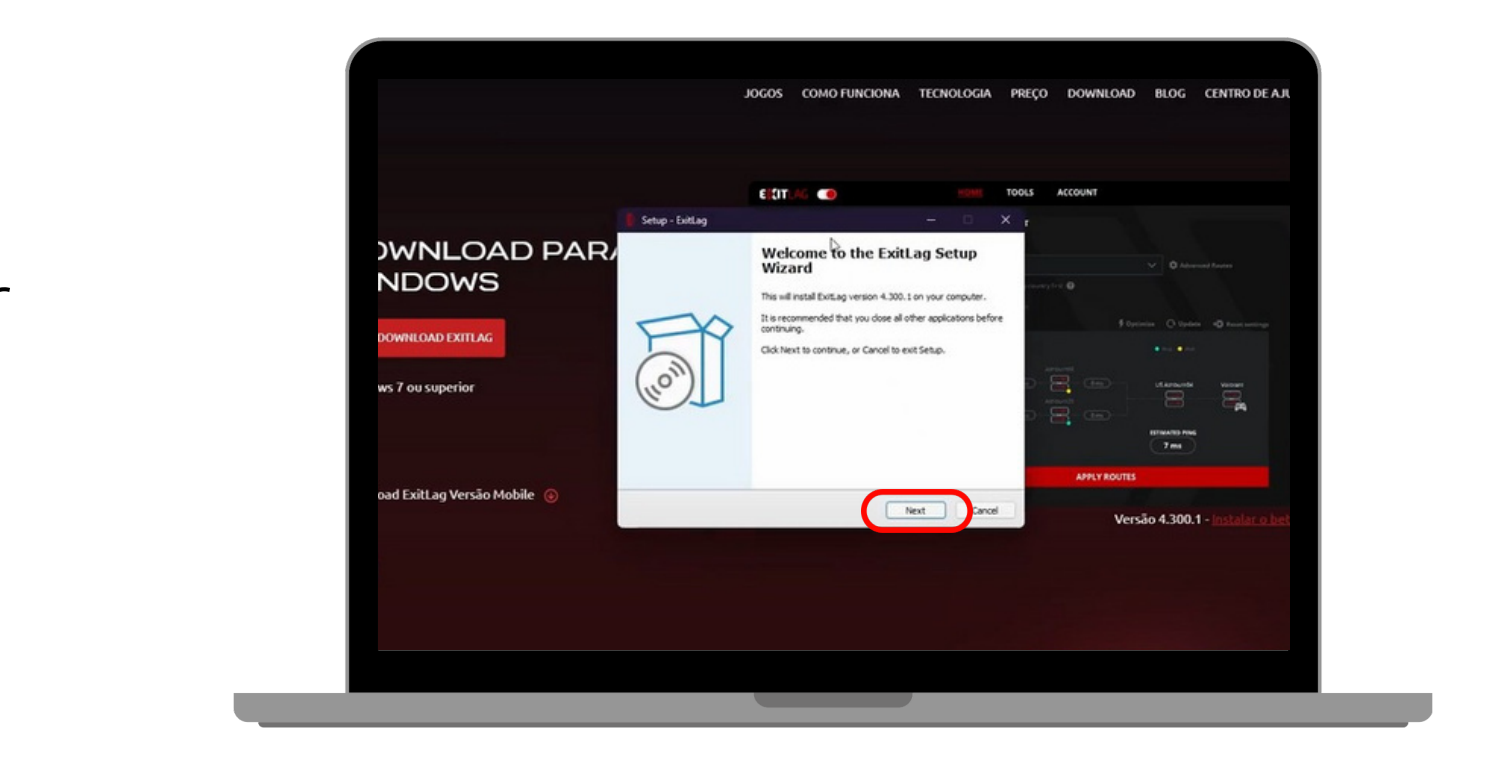 JOGOS COMO FUNCIONA TECNOLOGIA PREÇO DOWNLOAD BLOG CENTRO DE AJU
EXITLAG HOME TOOLS ACCOUNT
Setup - ExitLag
OWNLOAD PARA
NDOWS
Welcome to the ExitLag Setup
Wizard
Advanced Routes
This will install ExitLag version 4.300.1 on your computer.
It is recommended that you close all other applications before
continuing.
Click Next to continue, or Cancel to exit Setup.
Optimize Update Reset settings
DOWNLOAD EXITLAG
ws 7 ou superior
ESTIMATED PING
7 ms
APPLY ROUTES
oad ExitLag Versão Mobile
Next Cancel
Versão 4.300.1 - Instalar o bet